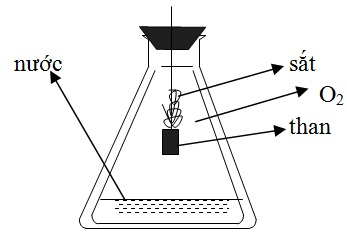 nước
sắt
O₂
than